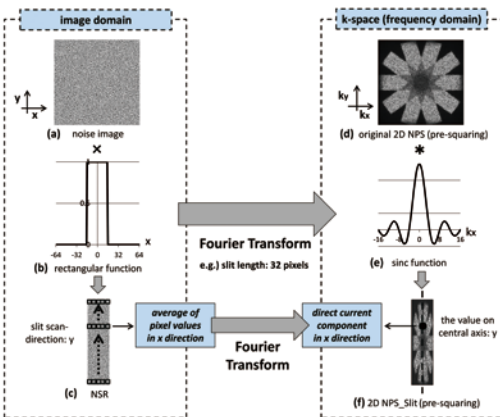 image domain
k-space (frequency domain)
y
x
(a) noise image
ky
kx
(d) original 2D NPS (pre-squaring)
×
*
-64 -32 0 32 64
x
(b) rectangular function
Fourier Transform
e.g.) slit length: 32 pixels
-16 -8 0 8 16
kx
(e) sinc function
slit scan-
direction: y
average of
pixel values
in x direction
direct current
component
in x direction
the value on
central axis: y
Fourier
Transform
(c) NSR
(f) 2D NPS_Slit (pre-squaring)